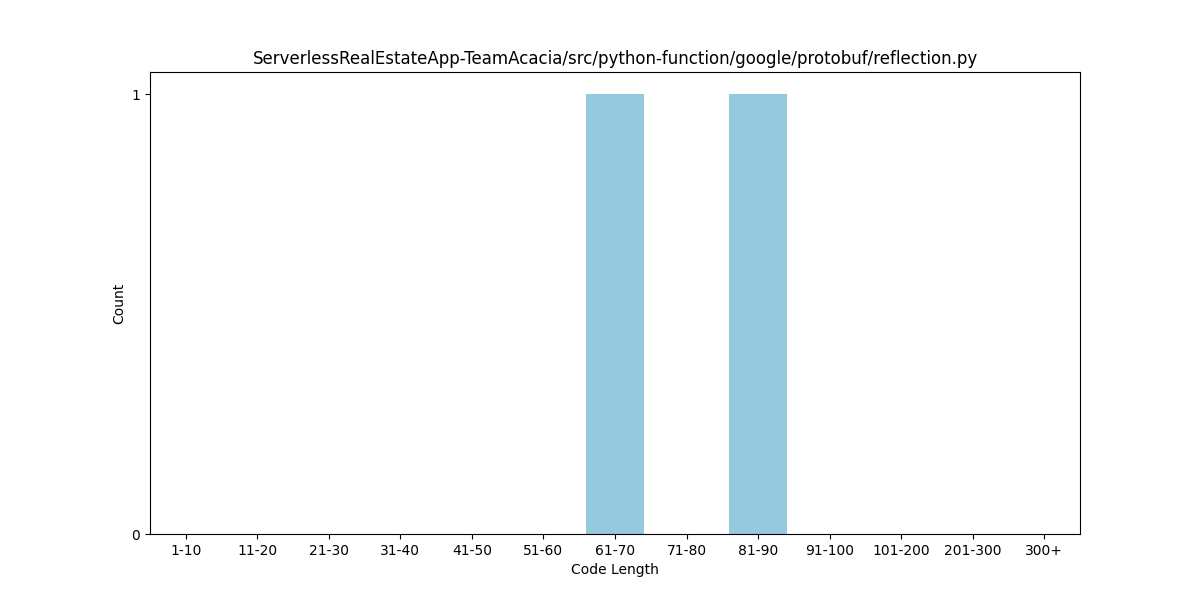 ServerlessRealEstateApp-TeamAcacia/src/python-function/google/protobuf/reflection.py
1
Count
0
1-10 11-20 21-30 31-40 41-50 51-60 61-70 71-80 81-90 91-100 101-200 201-300 300+
Code Length